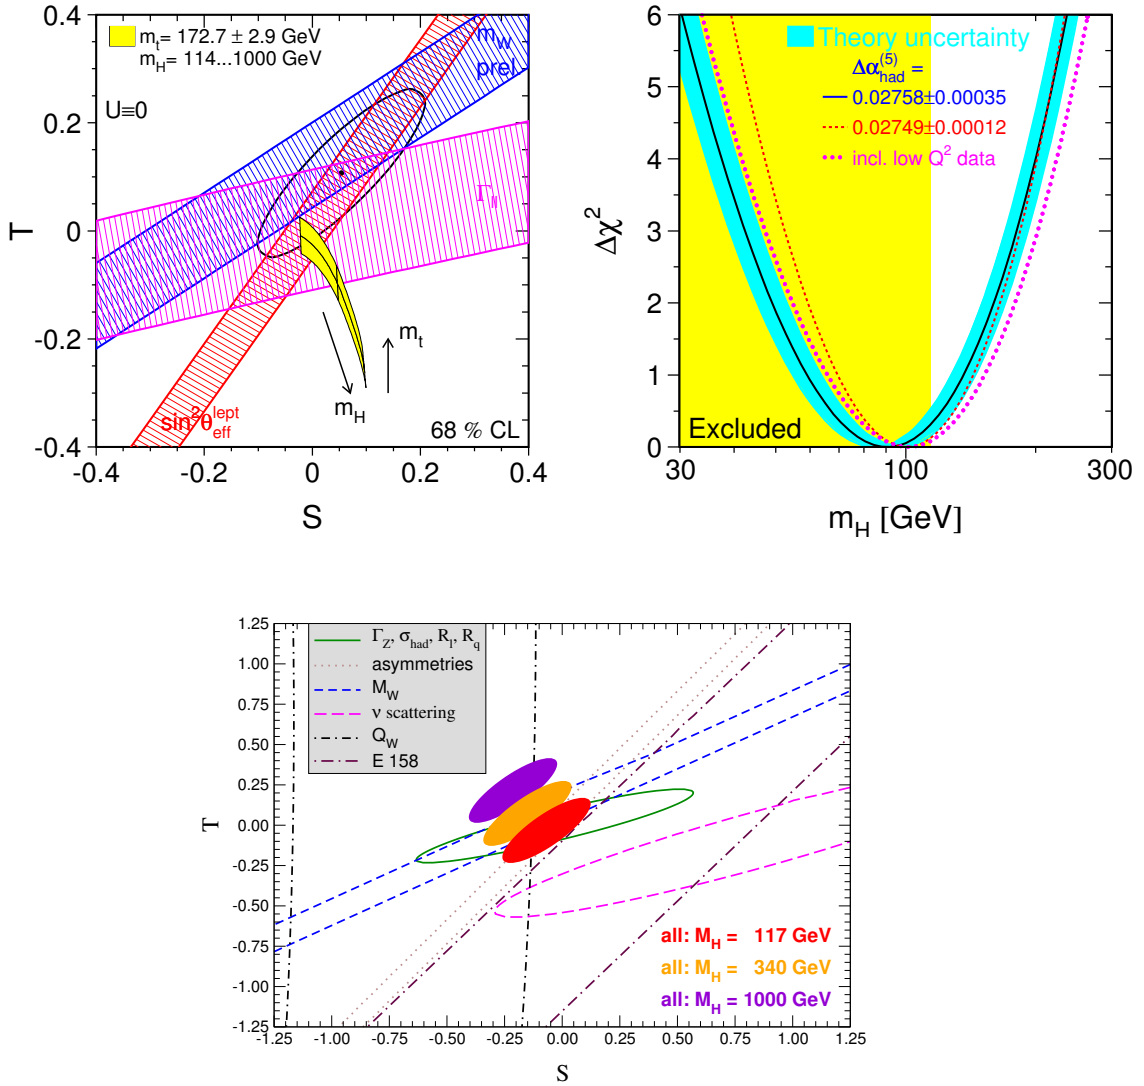 m_t= 172.7 ± 2.9 GeV
m_H= 114...1000 GeV
m_W
prel.
U≡0
Γ_ll
m_t
m_H
sin²θ_eff^lept
68 % CL
0.4
0.2
0
-0.2
-0.4
T
-0.4
-0.2
0
0.2
0.4
S
Theory uncertainty
Δα_had^(5) =
0.02758±0.00035
0.02749±0.00012
incl. low Q² data
Excluded
6
5
4
3
2
1
0
Δχ²
30
100
300
m_H [GeV]
Γ_Z, σ_had, R_l, R_q
asymmetries
M_W
ν scattering
Q_W
E 158
all: M_H = 117 GeV
all: M_H = 340 GeV
all: M_H = 1000 GeV
1.25
1.00
0.75
0.50
0.25
0.00
-0.25
-0.50
-0.75
-1.00
-1.25
T
-1.25
-1.00
-0.75
-0.50
-0.25
0.00
0.25
0.50
0.75
1.00
1.25
S